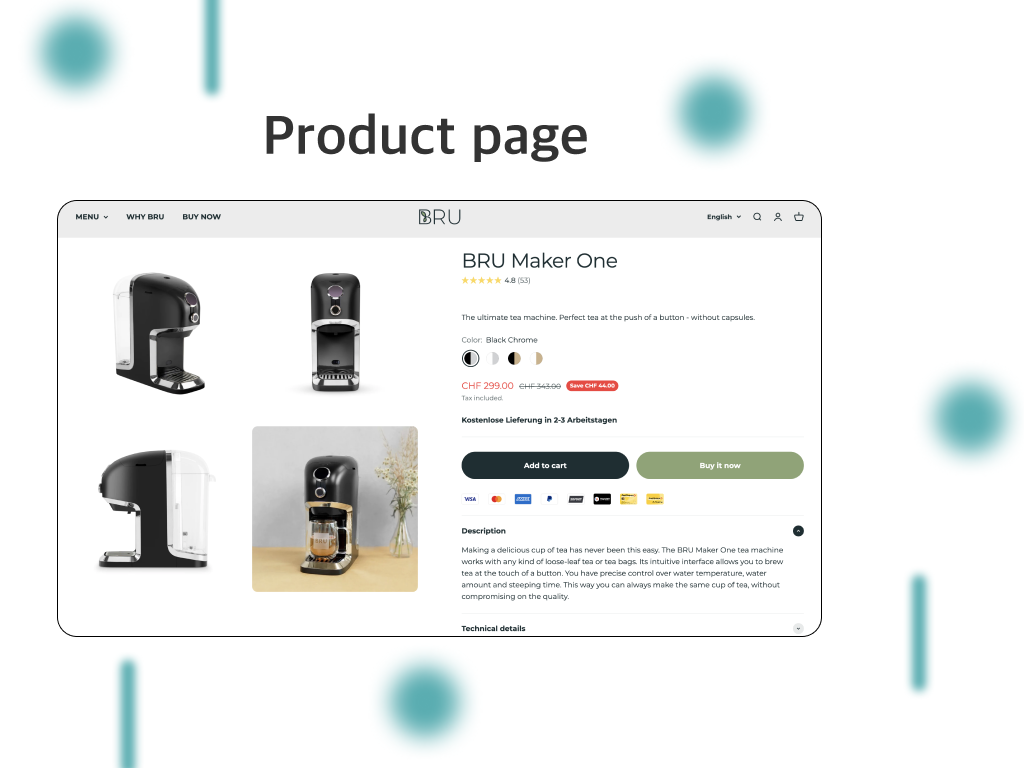 Product page
MENU WHY BRU BUY NOW
BRU
English
BRU Maker One
4.8 (53)
The ultimate tea machine. Perfect tea at the push of a button - without capsules.
Color: Black Chrome
CHF 299.00 CHF 343.00 Save CHF 44.00
Tax included.
Kostenlose Lieferung in 2-3 Arbeitstagen
Add to cart Buy it now
VISA
Description
Making a delicious cup of tea has never been this easy. The BRU Maker One tea machine
works with any kind of loose-leaf tea or tea bags. Its intuitive interface allows you to brew
tea at the touch of a button. You have precise control over water temperature, water
amount and steeping time. This way you can always make the same cup of tea, without
compromising on the quality.
Technical details